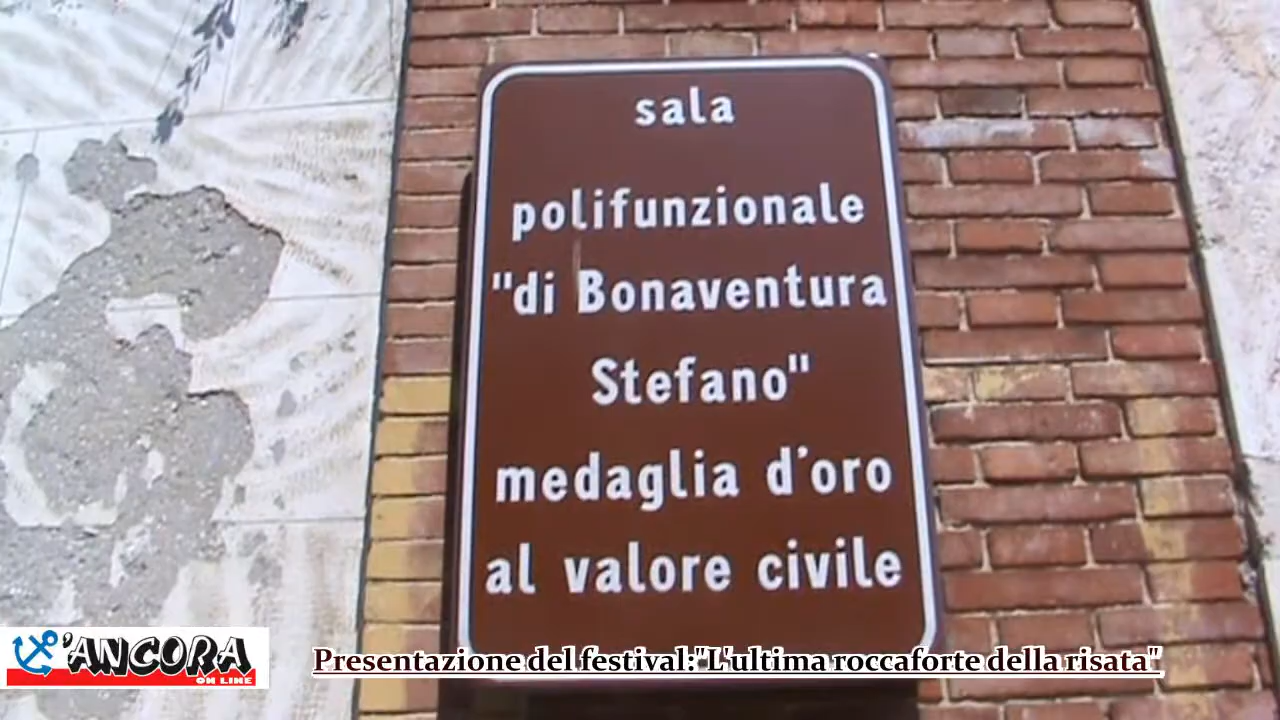 sala
polifunzionale
"di Bonaventura
Stefano"
medaglia d'oro
al valore civile
'ANCORA
ON LINE
Presentazione del festival:"L'ultima roccaforte della risata"